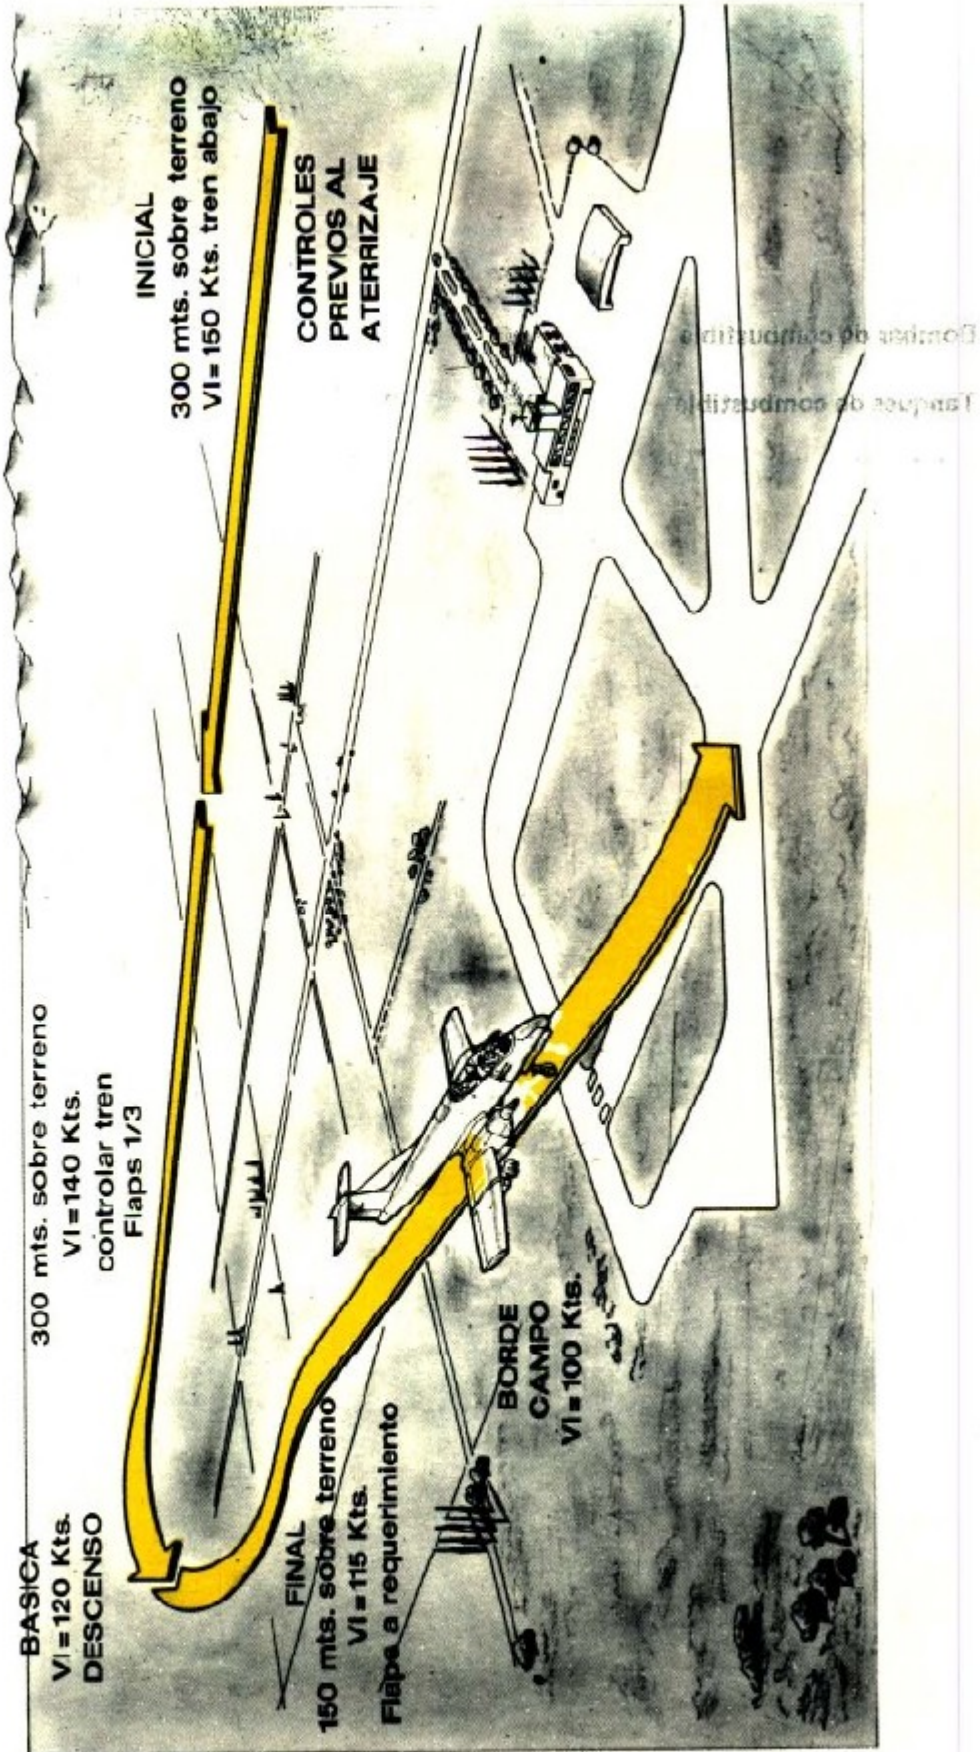 INICIAL
300 mts. sobre terreno
VI = 150 Kts. tren abajo
CONTROLES
PREVIOS AL
ATERRIZAJE
300 mts. sobre terreno
VI = 140 Kts.
controlar tren
Flaps 1/3
BASICA
VI = 120 Kts.
DESCENSO
FINAL
150 mts. sobre terreno
VI = 115 Kts.
Flaps a requerimiento
BORDE
CAMPO
VI = 100 Kts.
Bombas de combustible
Tanques de combustible